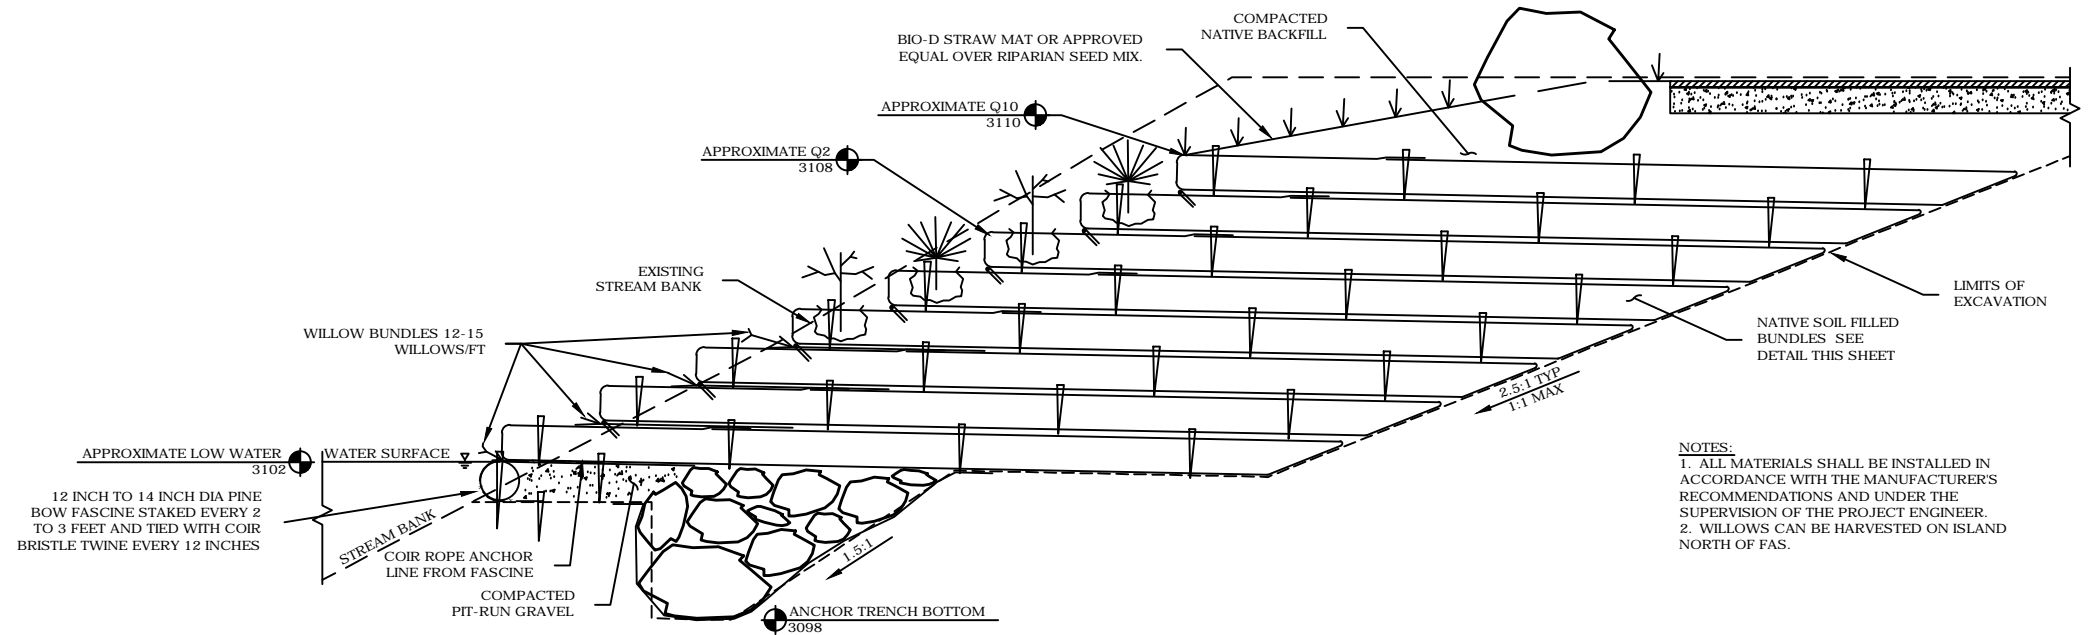 COMPACTED
NATIVE BACKFILL
BIO-D STRAW MAT OR APPROVED
EQUAL OVER RIPARIAN SEED MIX.
APPROXIMATE Q10
3110
APPROXIMATE Q2
3108
EXISTING
STREAM BANK
WILLOW BUNDLES 12-15
WILLOWS/FT
LIMITS OF
EXCAVATION
NATIVE SOIL FILLED
BUNDLES SEE
DETAIL THIS SHEET
2.5:1 TYP
1:1 MAX
APPROXIMATE LOW WATER
3102
WATER SURFACE
12 INCH TO 14 INCH DIA PINE
BOW FASCINE STAKED EVERY 2
TO 3 FEET AND TIED WITH COIR
BRISTLE TWINE EVERY 12 INCHES
STREAM BANK
COIR ROPE ANCHOR
LINE FROM FASCINE
COMPACTED
PIT-RUN GRAVEL
1.5:1
ANCHOR TRENCH BOTTOM
3098
NOTES:
1. ALL MATERIALS SHALL BE INSTALLED IN
ACCORDANCE WITH THE MANUFACTURER'S
RECOMMENDATIONS AND UNDER THE
SUPERVISION OF THE PROJECT ENGINEER.
2. WILLOWS CAN BE HARVESTED ON ISLAND
NORTH OF FAS.